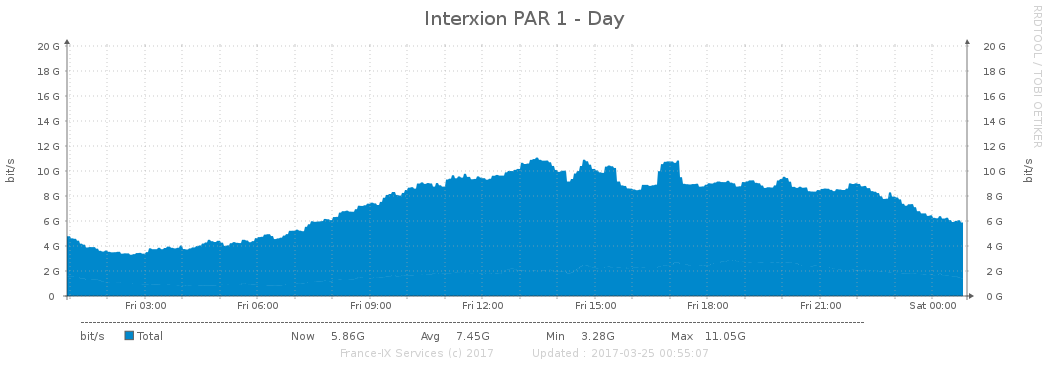 Interxion PAR 1 - Day
RRDTOOL / TOBI OETIKER
bit/s
20 G 20 G
18 G 18 G
16 G 16 G
14 G 14 G
12 G 12 G
10 G 10 G
8 G 8 G
6 G 6 G
4 G 4 G
2 G 2 G
0 0 G
bit/s
Fri 03:00 Fri 06:00 Fri 09:00 Fri 12:00 Fri 15:00 Fri 18:00 Fri 21:00 Sat 00:00
bit/s Total Now 5.86G Avg 7.45G Min 3.28G Max 11.05G
France-IX Services (c) 2017 Updated : 2017-03-25 00:55:07